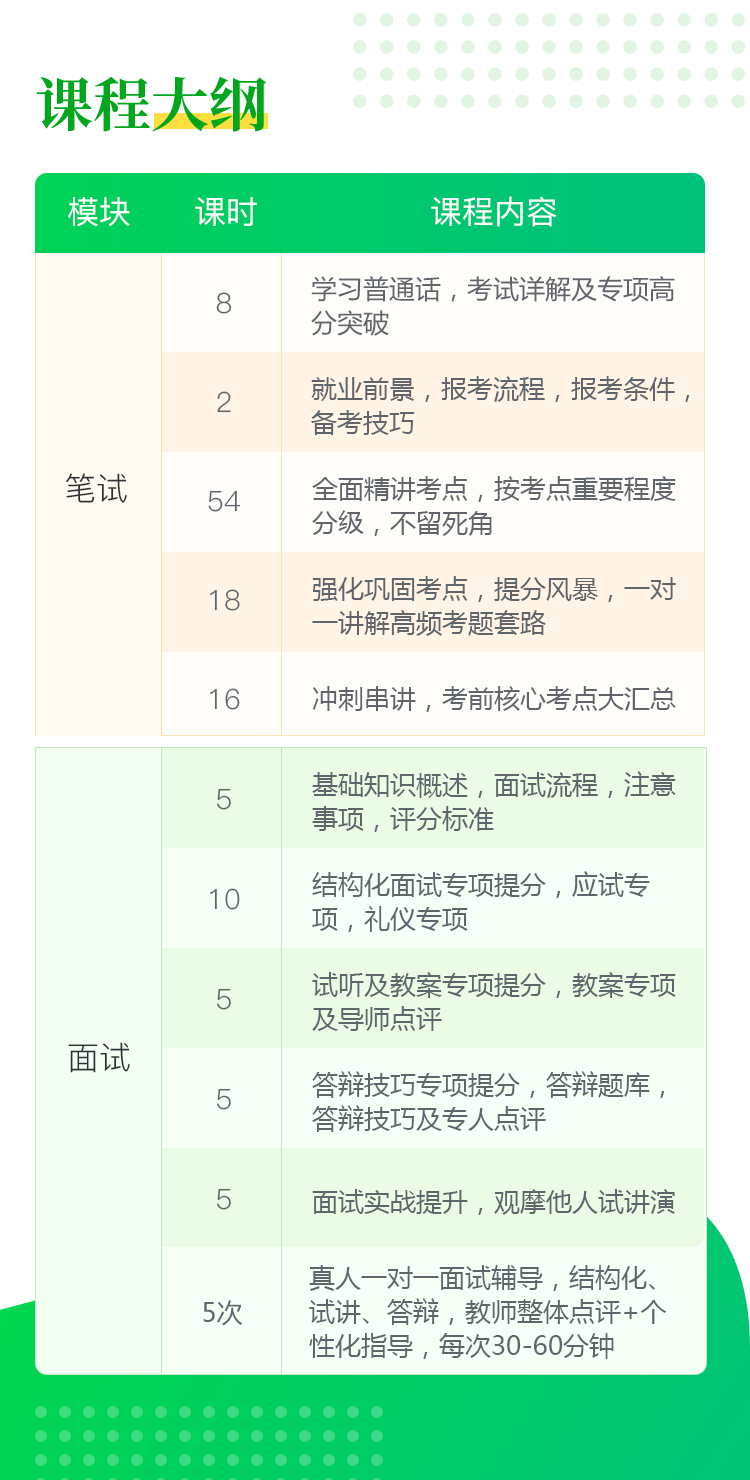 课程大纲
模块 课时 课程内容
笔试
8
学习普通话，考试详解及专项高
分突破
2
就业前景，报考流程，报考条件，
备考技巧
54
全面精讲考点，按考点重要程度
分级，不留死角
18
强化巩固考点，提分风暴，一对
一讲解高频考题套路
16
冲刺串讲，考前核心考点大汇总
面试
5
基础知识概述，面试流程，注意
事项，评分标准
10
结构化面试专项提分，应试专
项，礼仪专项
5
试听及教案专项提分，教案专项
及导师点评
5
答辩技巧专项提分，答辩题库，
答辩技巧及专人点评
5
面试实战提升，观摩他人试讲演
5次
真人一对一面试辅导，结构化、
试讲、答辩，教师整体点评+个
性化指导，每次30-60分钟